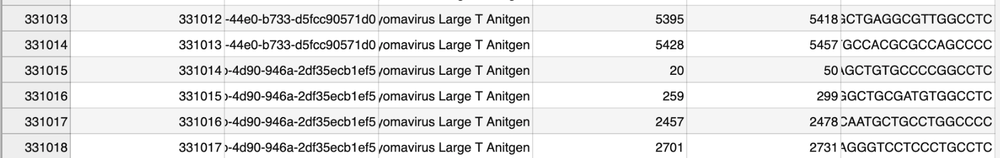 331013 331012 -44e0-b733-d5fcc90571d0 yomavirus Large T Anitgen 5395 5418 GCTGAGGCGTTGGCCTC
331014 331013 -44e0-b733-d5fcc90571d0 yomavirus Large T Anitgen 5428 5457 GCCACGCGCCAGCCCC
331015 331014 -4d90-946a-2df35ecb1ef5 yomavirus Large T Anitgen 20 50 AGCTGTGCCCCGGCCTC
331016 331015 -4d90-946a-2df35ecb1ef5 yomavirus Large T Anitgen 259 299 GGCTGCGATGTGGCCTC
331017 331016 -4d90-946a-2df35ecb1ef5 yomavirus Large T Anitgen 2457 2478 CAATGCTGCCTGGCCCC
331018 331017 -4d90-946a-2df35ecb1ef5 yomavirus Large T Anitgen 2701 2731 AGGGTCCTCCCTGCCTC